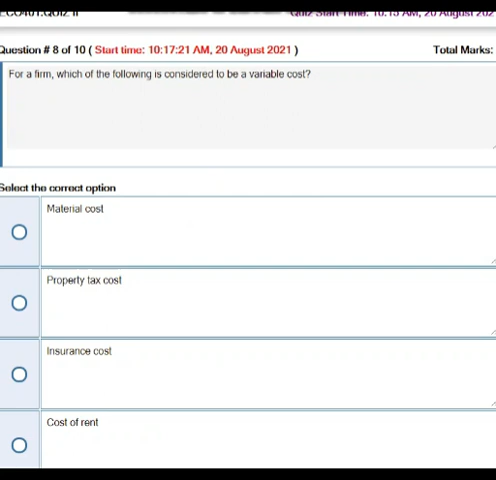 Question # 8 of 10 ( Start time: 10:17:21 AM, 20 August 2021 ) Total Marks:
For a firm, which of the following is considered to be a variable cost?
Select the correct option
Material cost
Property tax cost
Insurance cost
Cost of rent